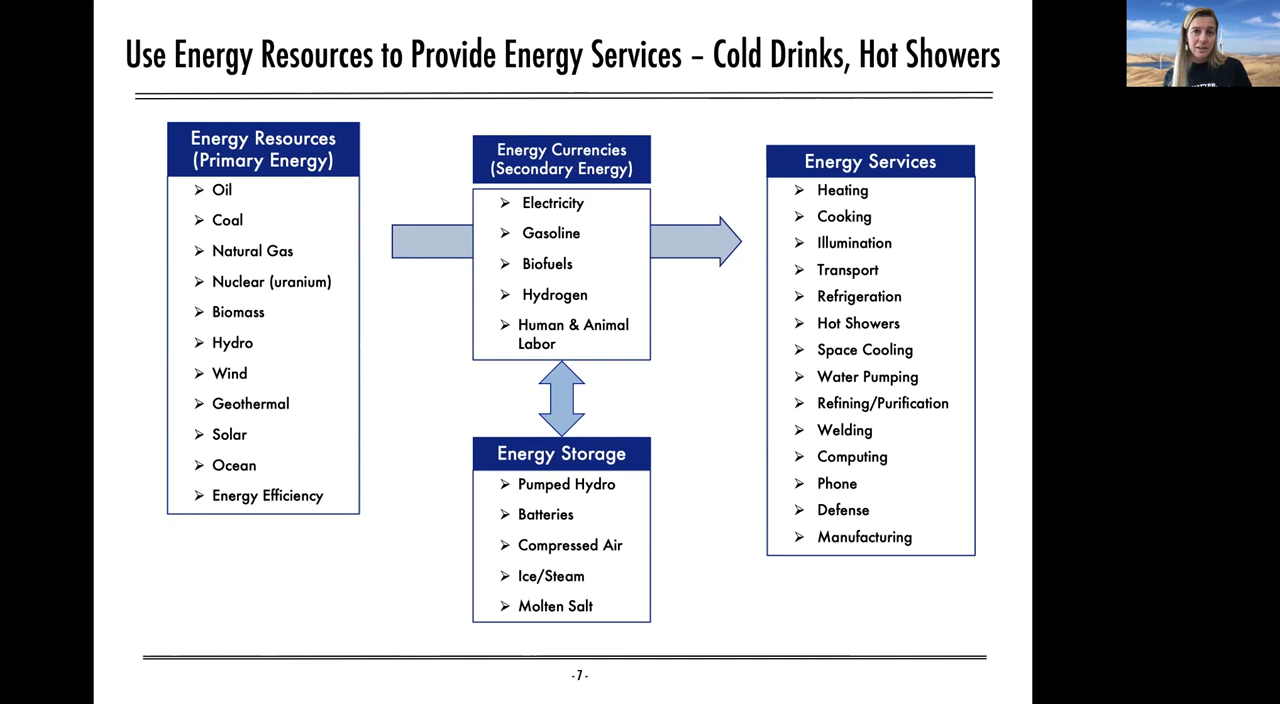 Use Energy Resources to Provide Energy Services – Cold Drinks, Hot Showers
Energy Resources
(Primary Energy)
Oil
Coal
Natural Gas
Nuclear (uranium)
Biomass
Hydro
Wind
Geothermal
Solar
Ocean
Energy Efficiency
Energy Currencies
(Secondary Energy)
Electricity
Gasoline
Biofuels
Hydrogen
Human & Animal
Labor
Energy Storage
Pumped Hydro
Batteries
Compressed Air
Ice/Steam
Molten Salt
Energy Services
Heating
Cooking
Illumination
Transport
Refrigeration
Hot Showers
Space Cooling
Water Pumping
Refining/Purification
Welding
Computing
Phone
Defense
Manufacturing
-7-